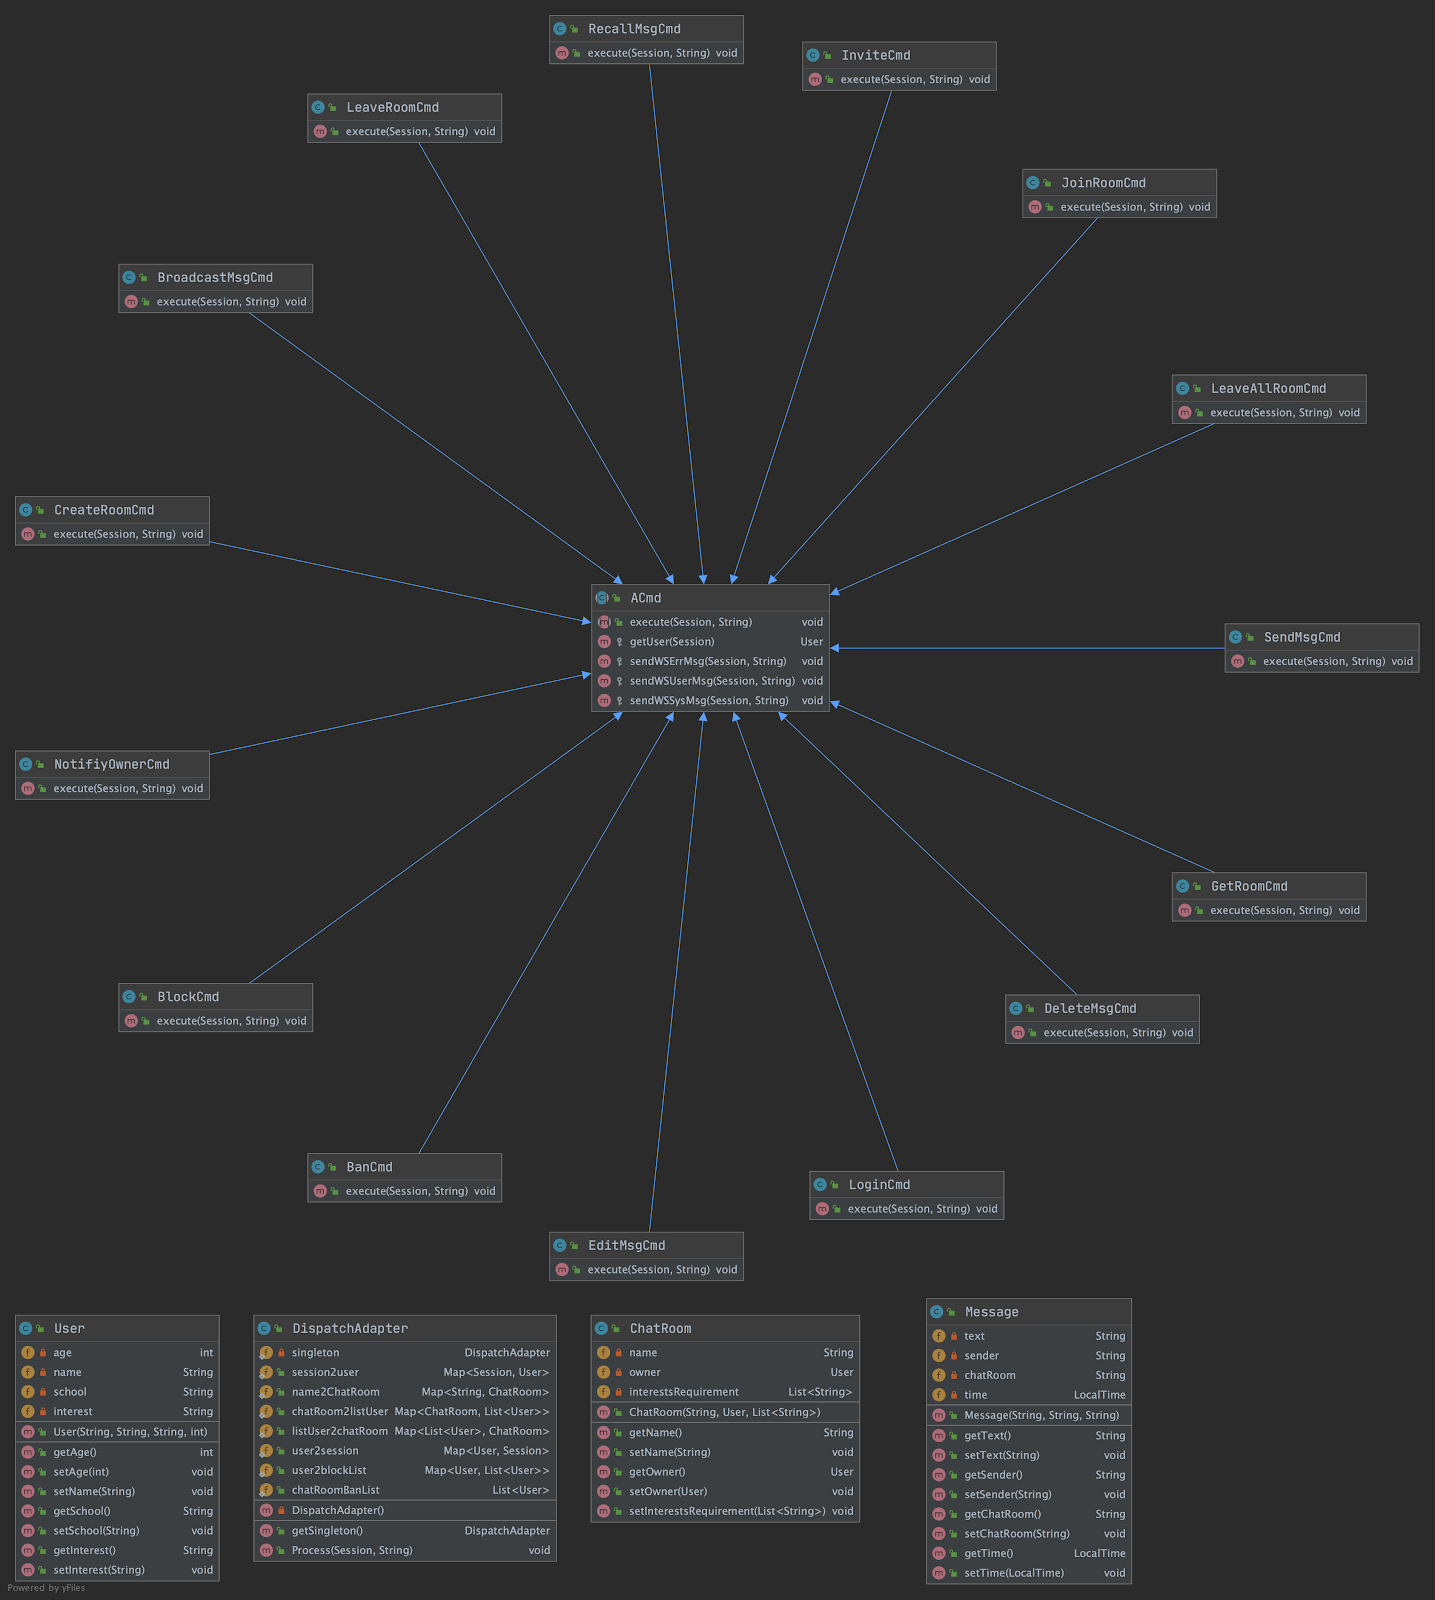 RecallMsgCmd
execute(Session, String) void
InviteCmd
execute(Session, String) void
LeaveRoomCmd
execute(Session, String) void
JoinRoomCmd
execute(Session, String) void
BroadcastMsgCmd
execute(Session, String) void
LeaveAllRoomCmd
execute(Session, String) void
CreateRoomCmd
execute(Session, String) void
ACmd
execute(Session, String) void
getUser(Session) User
sendWSErrMsg(Session, String) void
sendWSUserMsg(Session, String) void
sendWSSysMsg(Session, String) void
SendMsgCmd
execute(Session, String) void
NotifiyOwnerCmd
execute(Session, String) void
GetRoomCmd
execute(Session, String) void
BlockCmd
execute(Session, String) void
DeleteMsgCmd
execute(Session, String) void
BanCmd
execute(Session, String) void
LoginCmd
execute(Session, String) void
EditMsgCmd
execute(Session, String) void
User
age int
name String
school String
interest String
User(String, String, String, int)
getAge() int
setAge(int) void
setName(String) void
getSchool() String
setSchool(String) void
getInterest() String
setInterest(String) void
DispatchAdapter
singleton DispatchAdapter
session2user Map<Session, User>
name2ChatRoom Map<String, ChatRoom>
chatRoom2listUser Map<ChatRoom, List<User>>
listUser2chatRoom Map<List<User>, ChatRoom>
user2session Map<User, Session>
user2blockList Map<User, List<User>>
chatRoomBanList List<User>
DispatchAdapter()
getSingleton() DispatchAdapter
Process(Session, String) void
ChatRoom
name String
owner User
interestsRequirement List<String>
ChatRoom(String, User, List<String>)
getName() String
setName(String) void
getOwner() User
setOwner(User) void
setInterestsRequirement(List<String>) void
Message
text String
sender String
chatRoom String
time LocalTime
Message(String, String, String)
getText() String
setText(String) void
getSender() String
setSender(String) void
getChatRoom() String
setChatRoom(String) void
getTime() LocalTime
setTime(LocalTime) void
Powered by yFiles